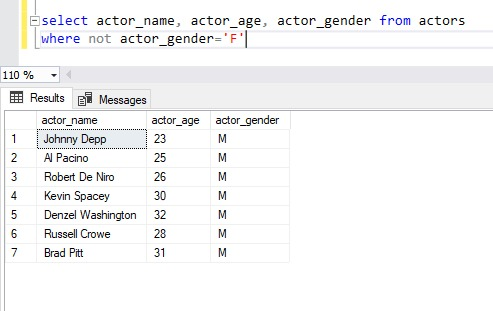 select actor_name, actor_age, actor_gender from actors
where not actor_gender='F'
110 %
Results Messages
actor_name actor_age actor_gender
1 Johnny Depp 23 M
2 Al Pacino 25 M
3 Robert De Niro 26 M
4 Kevin Spacey 30 M
5 Denzel Washington 32 M
6 Russell Crowe 28 M
7 Brad Pitt 31 M